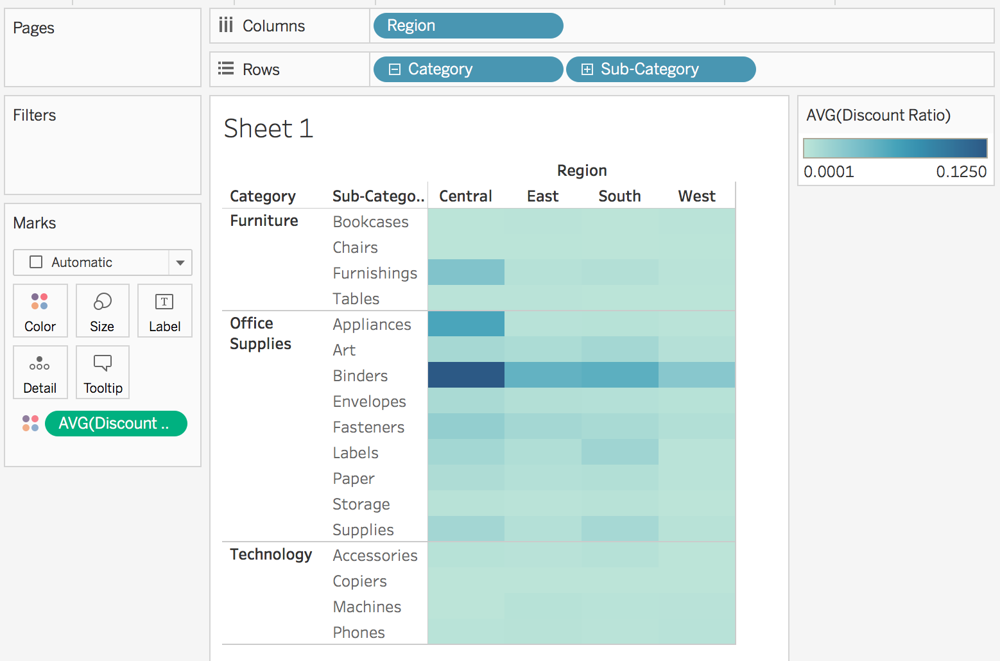 Pages
Columns
Region
Rows
Category
Sub-Category
Filters
Sheet 1
AVG(Discount Ratio)
0.0001 0.1250
Region
Category Sub-Catego.. Central East South West
Marks
Furniture Bookcases
Chairs
Automatic
Furnishings
Tables
Color Size Label
Office Supplies Appliances
Art
Binders
Detail Tooltip
Envelopes
AVG(Discount ..
Fasteners
Labels
Paper
Storage
Supplies
Technology Accessories
Copiers
Machines
Phones